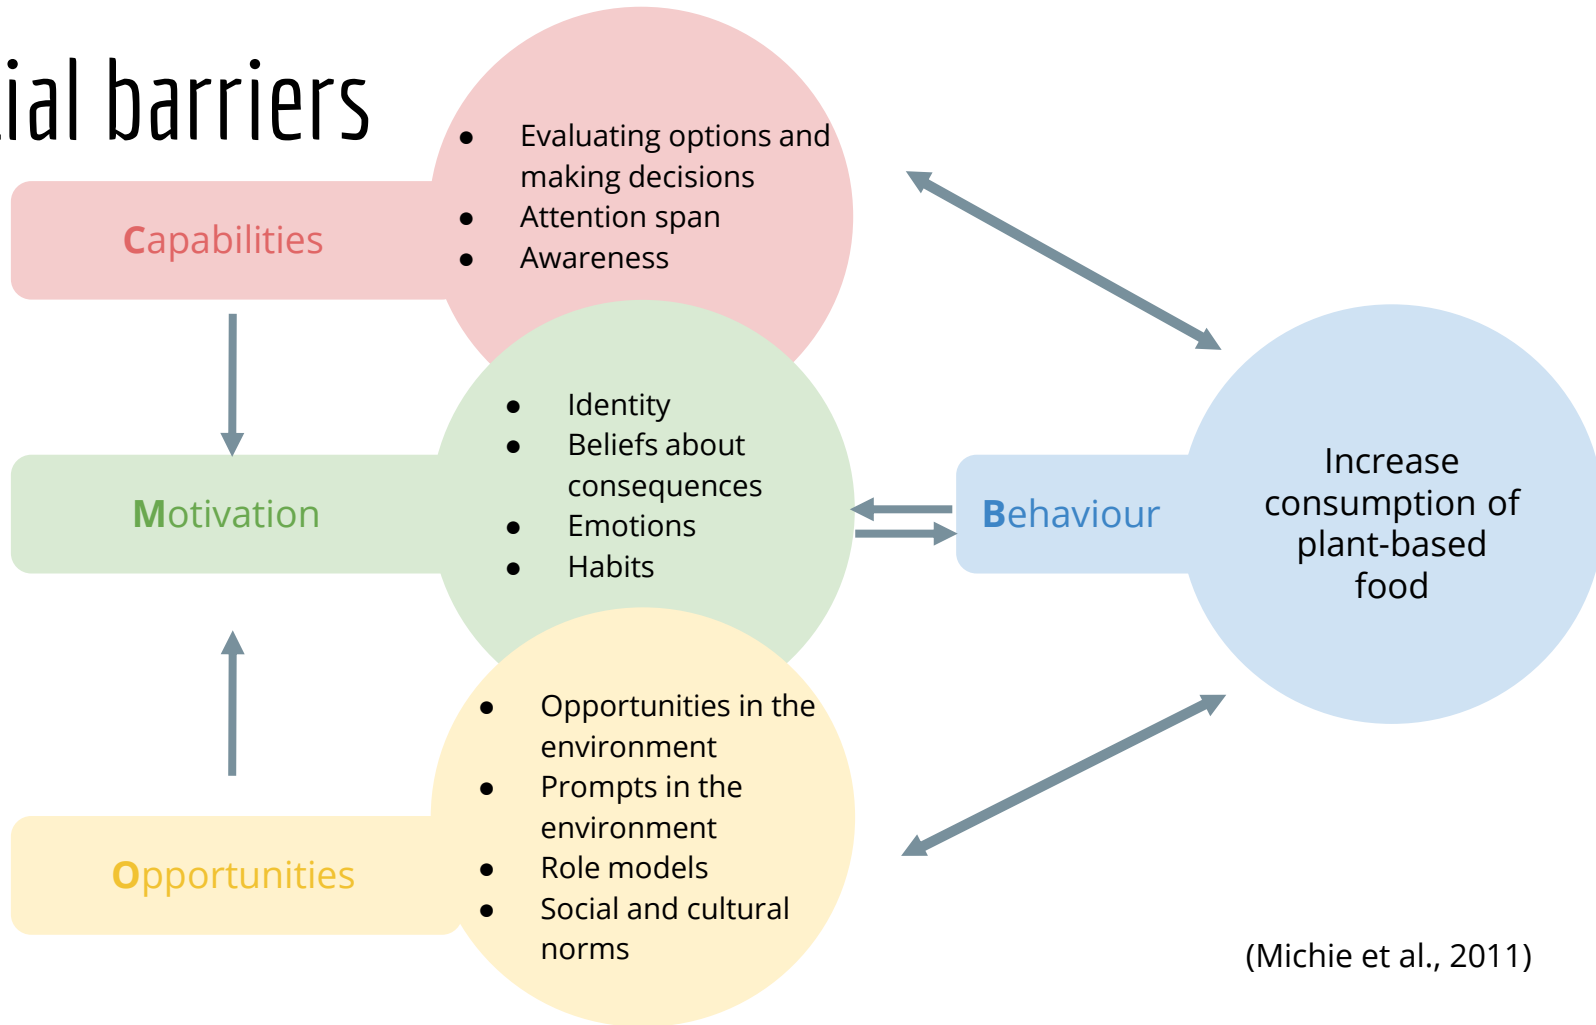 ial barriers
Capabilities
● Evaluating options and
making decisions
● Attention span
● Awareness
Motivation
● Identity
● Beliefs about
consequences
● Emotions
● Habits
Behaviour
Increase
consumption of
plant-based
food
Opportunities
● Opportunities in the
environment
● Prompts in the
environment
● Role models
● Social and cultural
norms
(Michie et al., 2011)